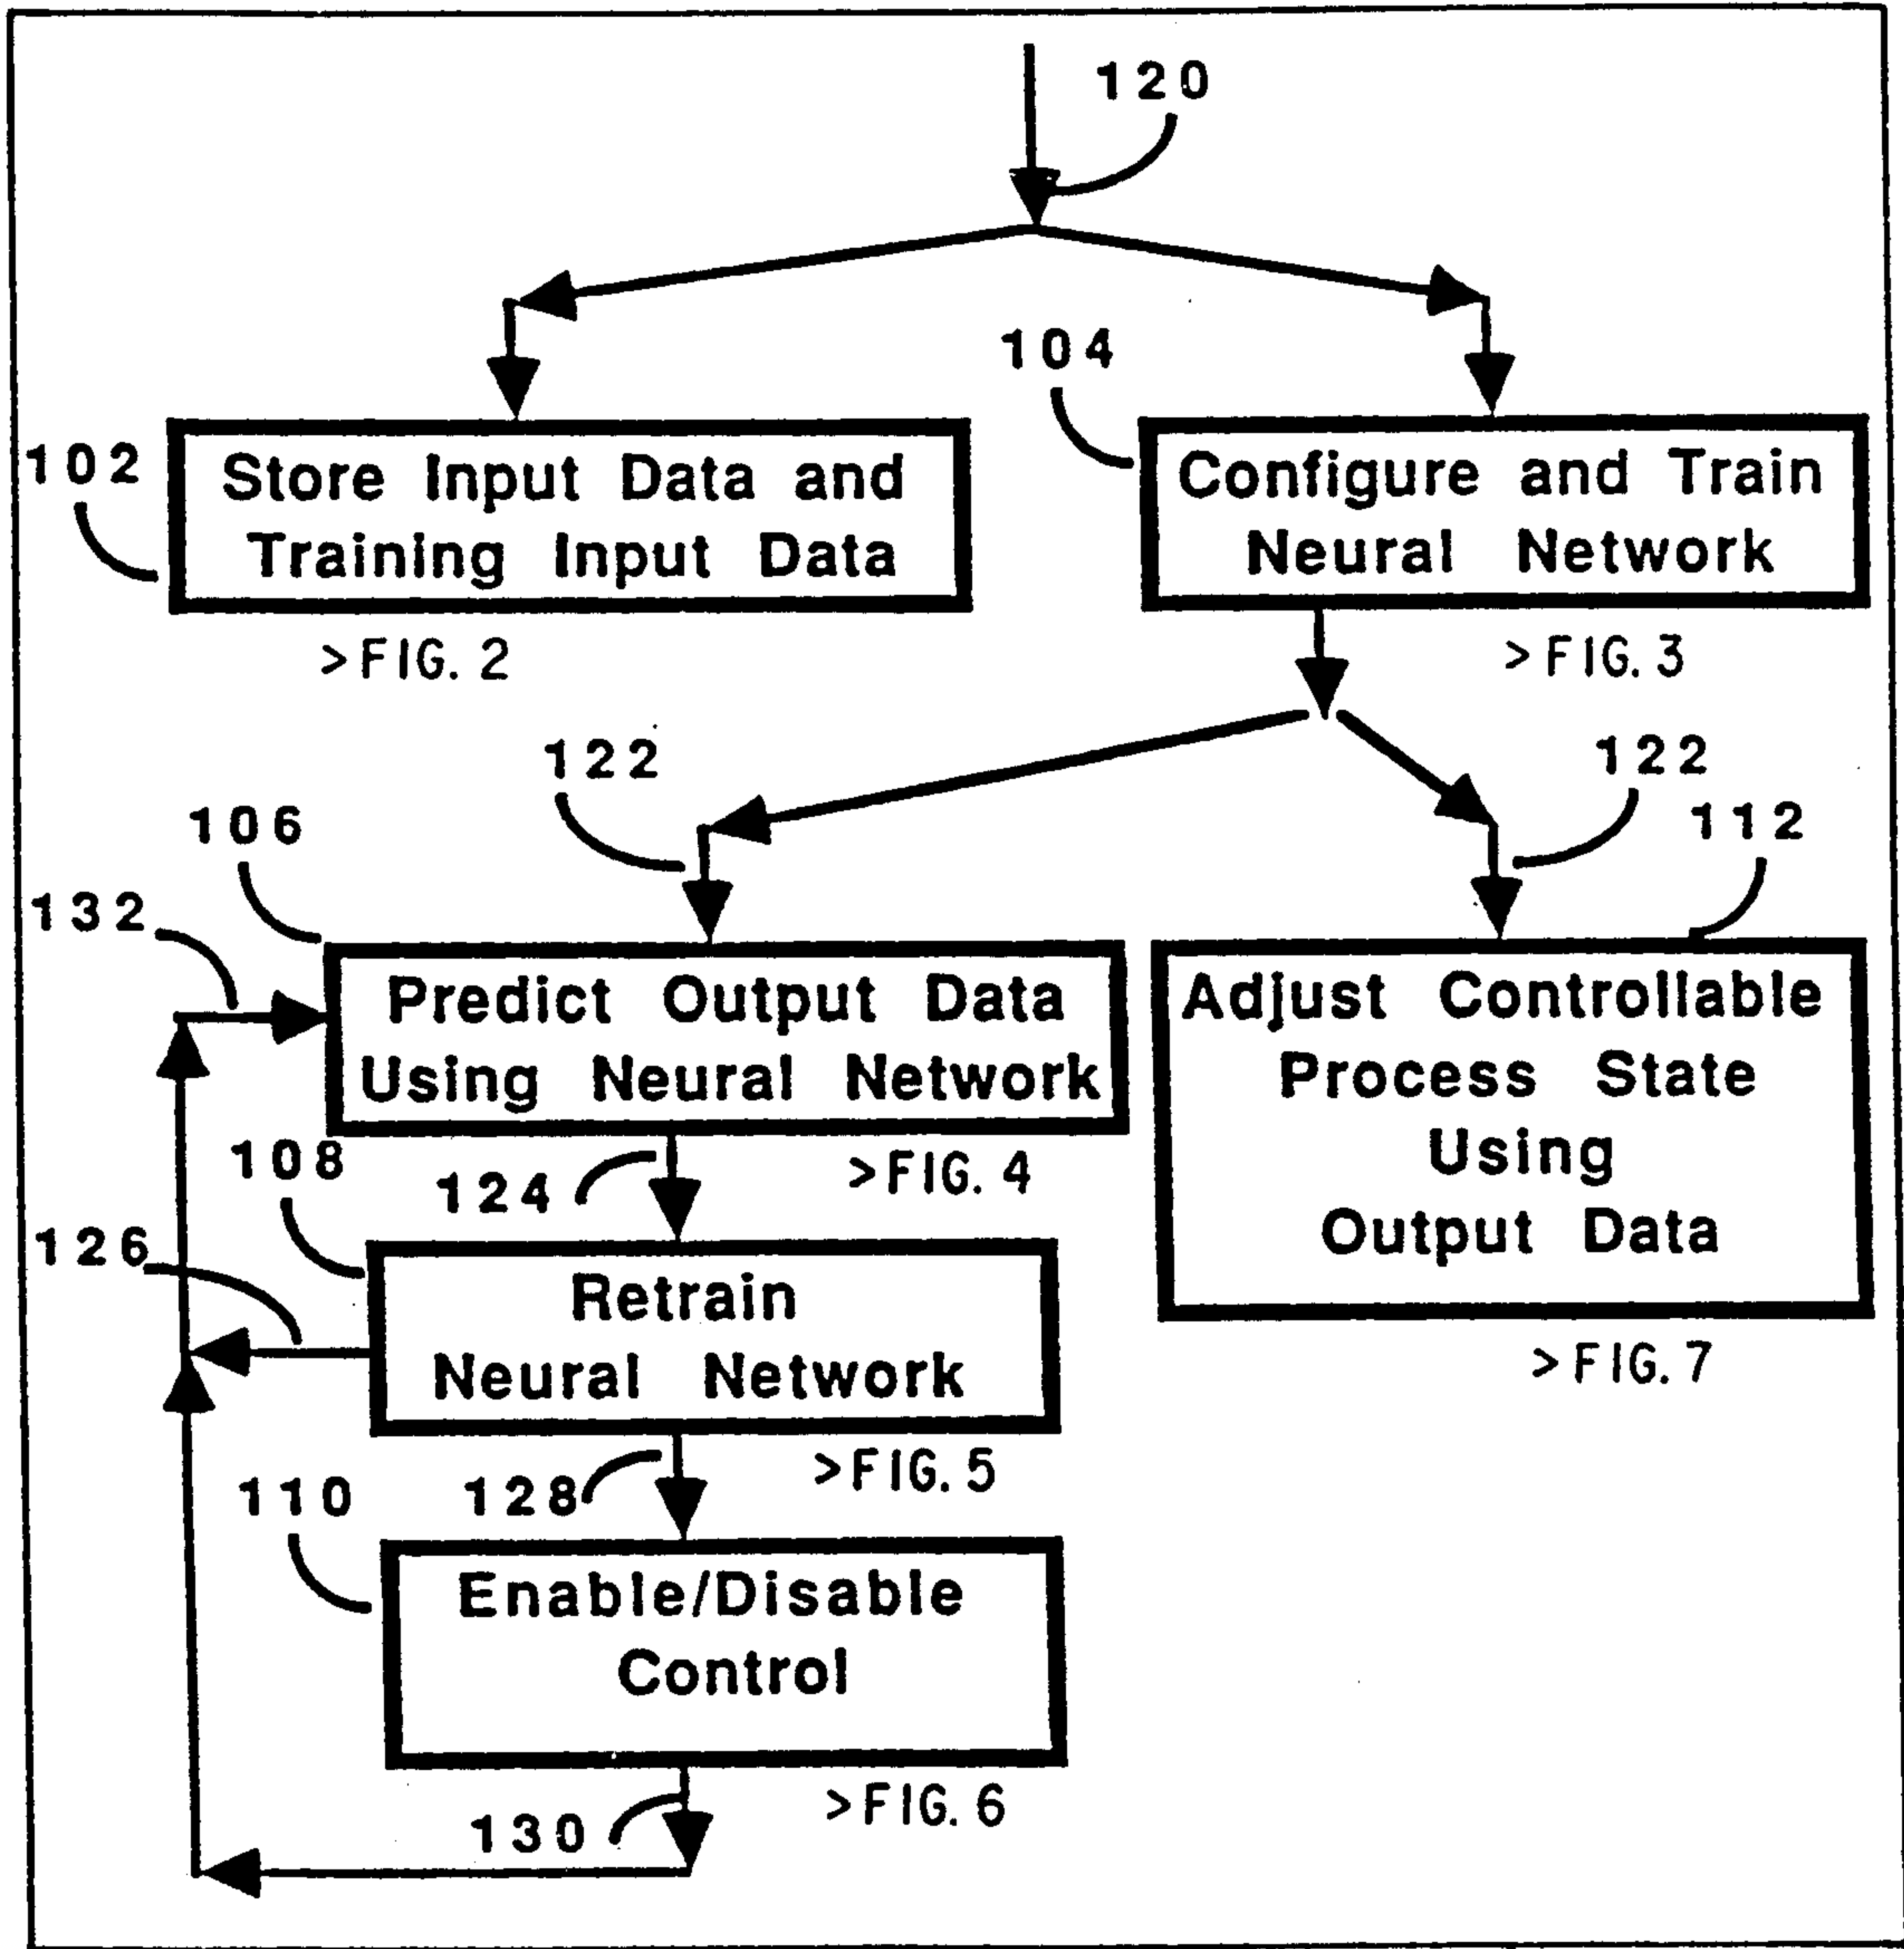 120
104
102
Store Input Data and
Training Input Data
Configure and Train
Neural Network
>FIG. 2
>FIG. 3
122
122
106
112
132
Predict Output Data
Using Neural Network
Adjust Controllable
Process State
Using
Output Data
108
124
>FIG. 4
126
Retrain
Neural Network
>FIG. 7
110
128
>FIG. 5
Enable/Disable
Control
130
>FIG. 6